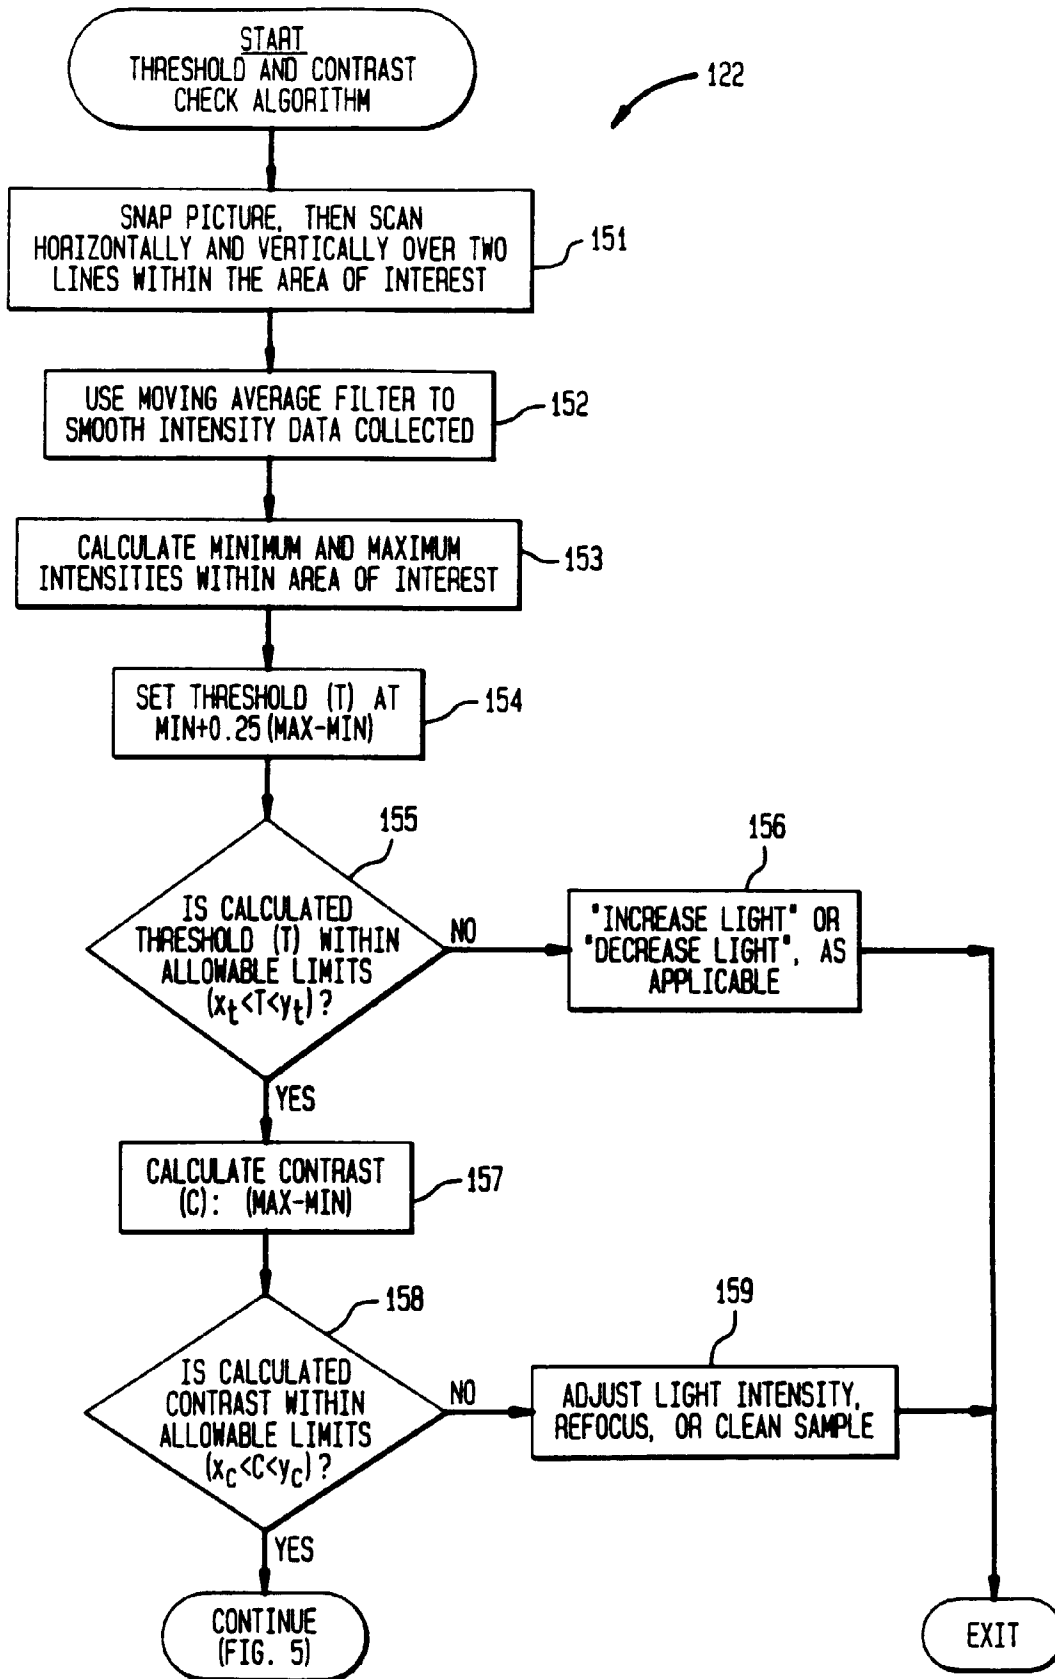 START
THRESHOLD AND CONTRAST
CHECK ALGORITHM
122
SNAP PICTURE, THEN SCAN
HORIZONTALLY AND VERTICALLY OVER TWO
LINES WITHIN THE AREA OF INTEREST
151
USE MOVING AVERAGE FILTER TO
SMOOTH INTENSITY DATA COLLECTED
152
CALCULATE MINIMUM AND MAXIMUM
INTENSITIES WITHIN AREA OF INTEREST
153
SET THRESHOLD (T) AT
MIN+0.25(MAX-MIN)
154
155
IS CALCULATED
THRESHOLD (T) WITHIN
ALLOWABLE LIMITS
(xt<T<yt)?
NO
156
"INCREASE LIGHT" OR
"DECREASE LIGHT", AS
APPLICABLE
YES
CALCULATE CONTRAST
(C): (MAX-MIN)
157
158
IS CALCULATED
CONTRAST WITHIN
ALLOWABLE LIMITS
(xc<C<yc)?
NO
159
ADJUST LIGHT INTENSITY,
REFOCUS, OR CLEAN SAMPLE
YES
CONTINUE
(FIG. 5)
EXIT